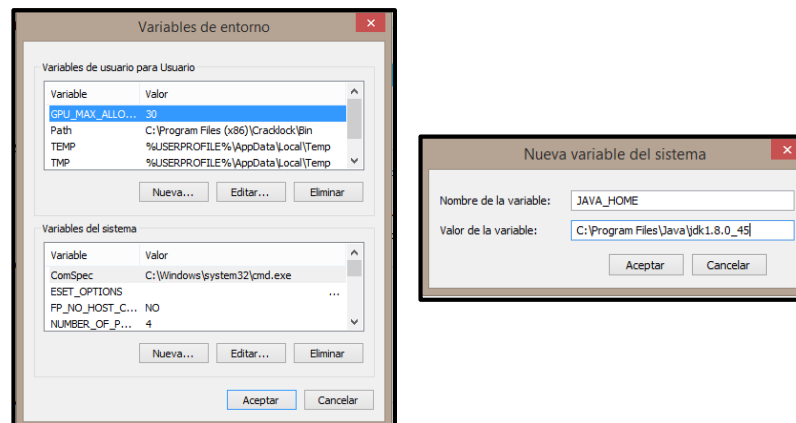 Variables de entorno
Variables de usuario para Usuario
Variable Valor
GPU_MAX_ALLO... 30
Path C:\Program Files (x86)\Cracklock\Bin
TEMP %USERPROFILE%\AppData\Local\Temp
TMP %USERPROFILE%\AppData\Local\Temp
Nueva... Editar... Eliminar
Variables del sistema
Variable Valor
ComSpec C:\Windows\system32\cmd.exe
ESET_OPTIONS ...
FP_NO_HOST_C... NO
NUMBER_OF_P... 4
Nueva... Editar... Eliminar
Aceptar Cancelar
Nueva variable del sistema
Nombre de la variable: JAVA_HOME
Valor de la variable: C:\Program Files\Java\jdk1.8.0_45
Aceptar Cancelar